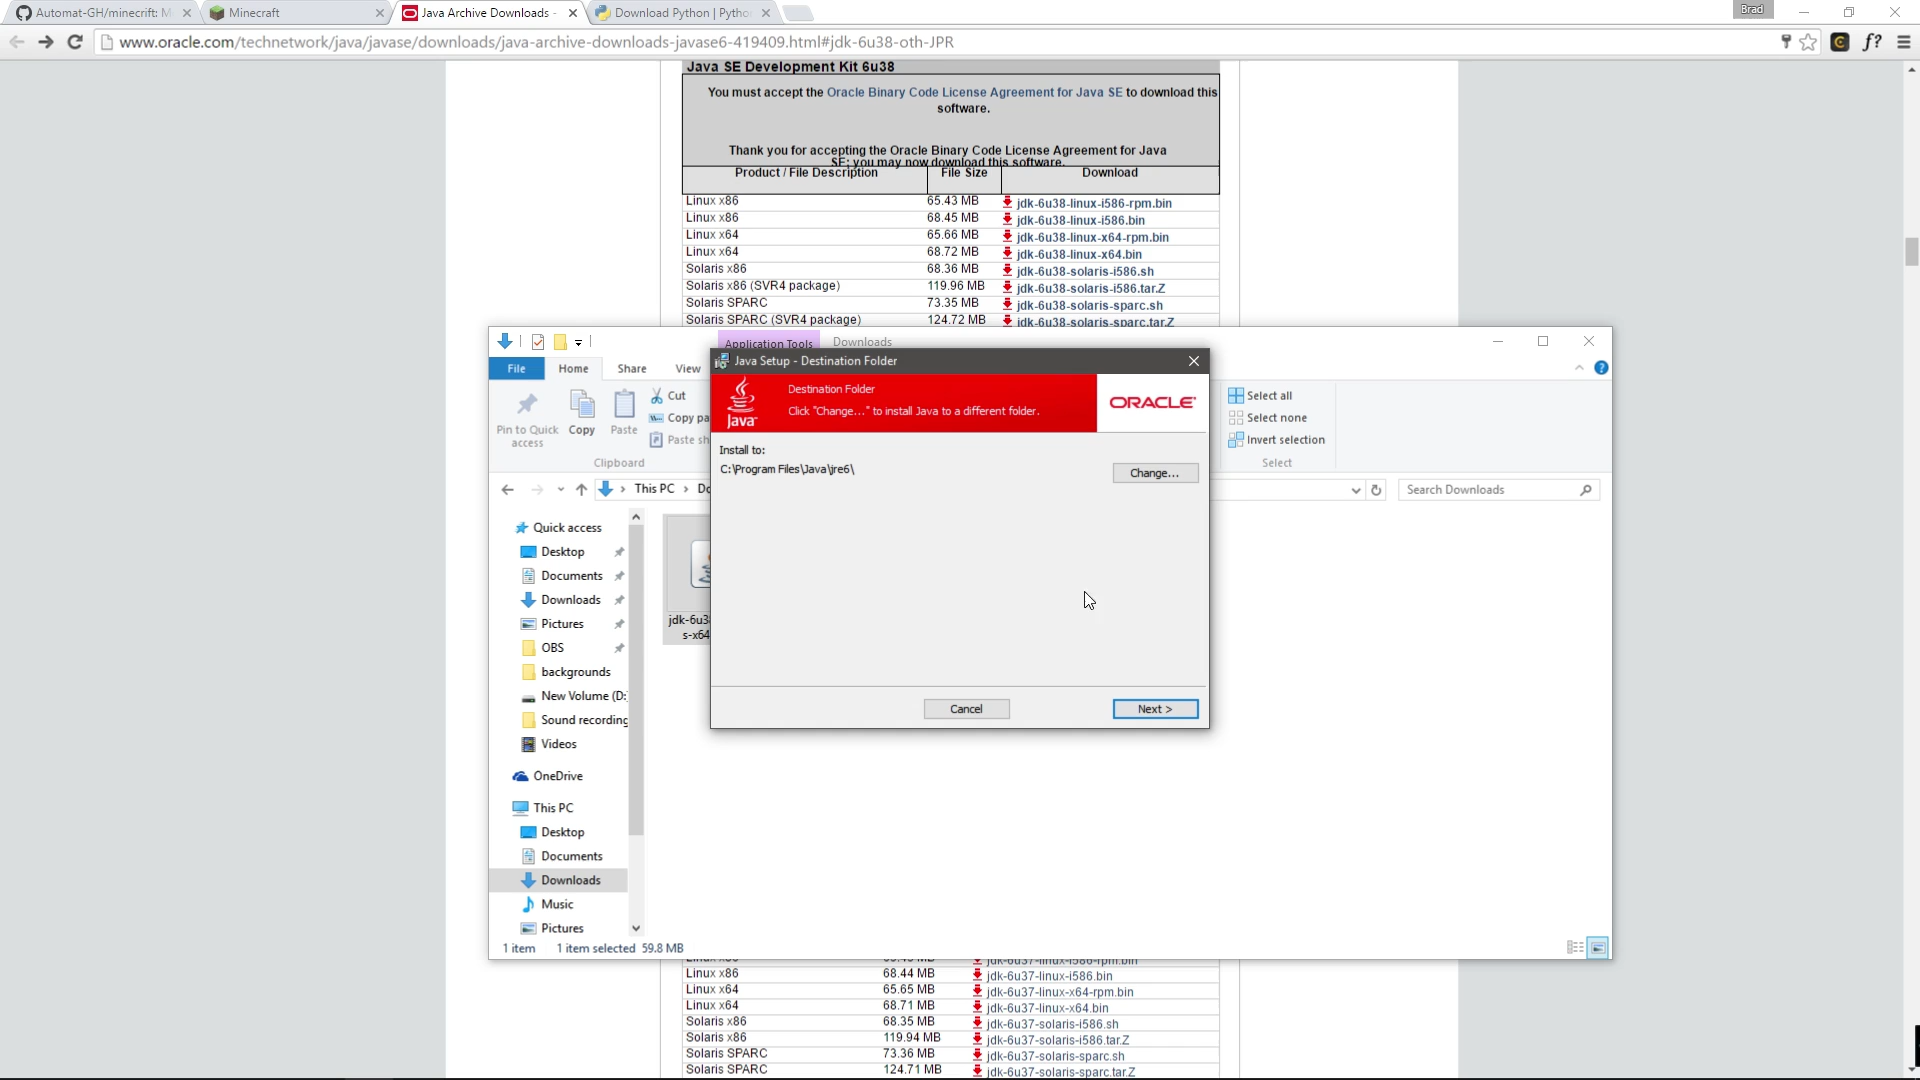 Automat-GH/minecrift: M
Minecraft
Java Archive Downloads -
Download Python | Pytho
Brad
www.oracle.com/technetwork/java/javase/downloads/java-archive-downloads-javase6-419409.html#jdk-6u38-oth-JPR
f?
Java SE Development Kit 6u38
You must accept the Oracle Binary Code License Agreement for Java SE to download this
software.
Thank you for accepting the Oracle Binary Code License Agreement for Java
SE; you may now download this software.
Product / File Description File Size Download
Linux x86 65.43 MB jdk-6u38-linux-i586-rpm.bin
Linux x86 68.45 MB jdk-6u38-linux-i586.bin
Linux x64 65.66 MB jdk-6u38-linux-x64-rpm.bin
Linux x64 68.72 MB jdk-6u38-linux-x64.bin
Solaris x86 68.36 MB jdk-6u38-solaris-i586.sh
Solaris x86 (SVR4 package) 119.96 MB jdk-6u38-solaris-i586.tar.Z
Solaris SPARC 73.35 MB jdk-6u38-solaris-sparc.sh
Solaris SPARC (SVR4 package) 124.72 MB jdk-6u38-solaris-sparc.tar.Z
Application Tools Downloads
File Home Share View
Pin to Quick
access
Copy
Paste
Cut
Copy pa
Paste sh
Clipboard
Select all
Select none
Invert selection
Select
This PC > Do
Search Downloads
Quick access
Desktop
Documents
Downloads
Pictures
OBS
backgrounds
New Volume (D:
Sound recording
Videos
OneDrive
This PC
Desktop
Documents
Downloads
Music
Pictures
jdk-6u3
s-x64
1 item 1 item selected 59.8 MB
Java Setup - Destination Folder
Java
Destination Folder
Click "Change..." to install Java to a different folder.
ORACLE
Install to:
C:\Program Files\Java\jre6\
Change...
Cancel
Next >
jdk-6u37-linux-i586-rpm.bin
Linux x86 68.44 MB jdk-6u37-linux-i586.bin
Linux x64 65.65 MB jdk-6u37-linux-x64-rpm.bin
Linux x64 68.71 MB jdk-6u37-linux-x64.bin
Solaris x86 68.35 MB jdk-6u37-solaris-i586.sh
Solaris x86 119.94 MB jdk-6u37-solaris-i586.tar.Z
Solaris SPARC 73.36 MB jdk-6u37-solaris-sparc.sh
Solaris SPARC 124.71 MB jdk-6u37-solaris-sparc.tar.Z